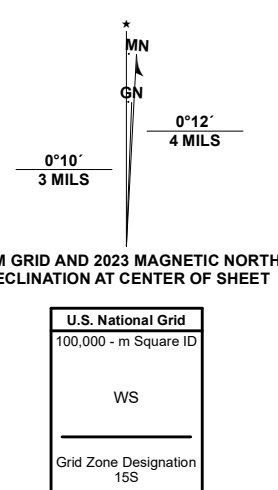 ★
MN
GN
0°12´
4 MILS
0°10´
3 MILS
M GRID AND 2023 MAGNETIC NORTH
ECLINATION AT CENTER OF SHEET
U.S. National Grid
100,000 - m Square ID
WS
Grid Zone Designation
15S